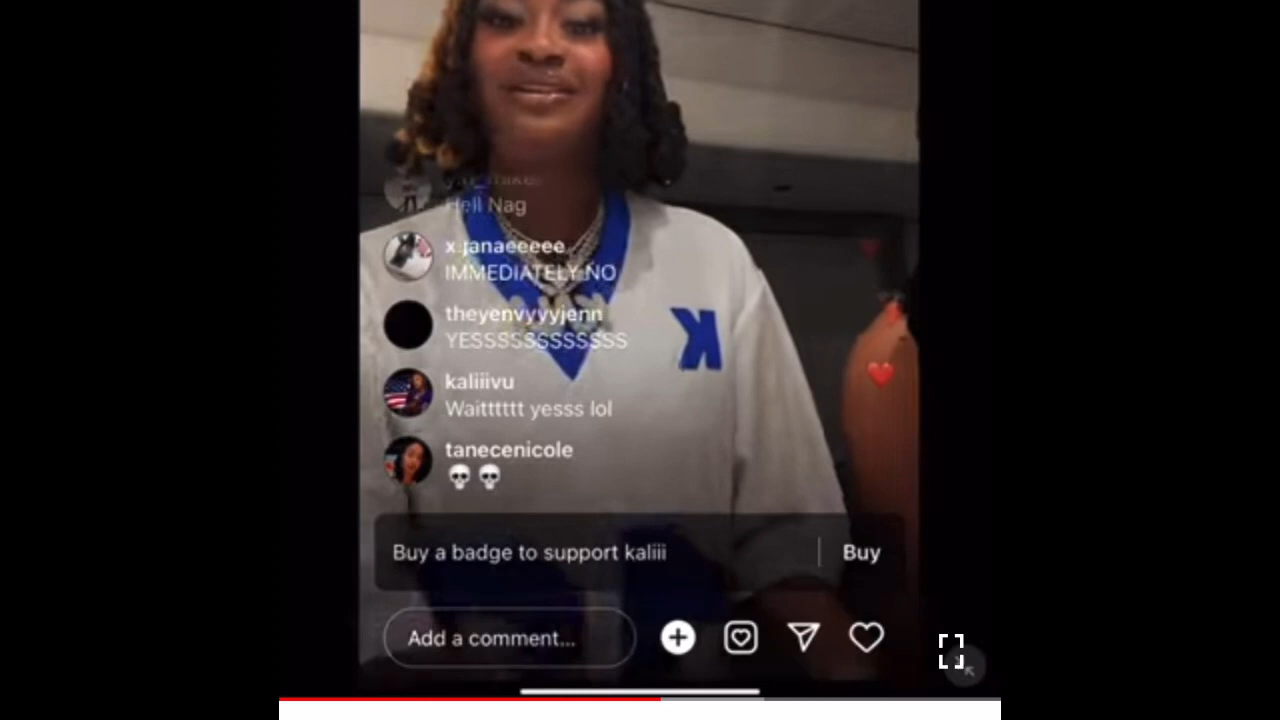 Hell Nag
x.janaeeeee
IMMEDIATELY NO
theyenvyyyjenn
YESSSSSSSSSSSS
kaliiivu
Waitttttt yesss lol
tanecenicole
💀💀
K
Buy a badge to support kaliii
Buy
Add a comment...